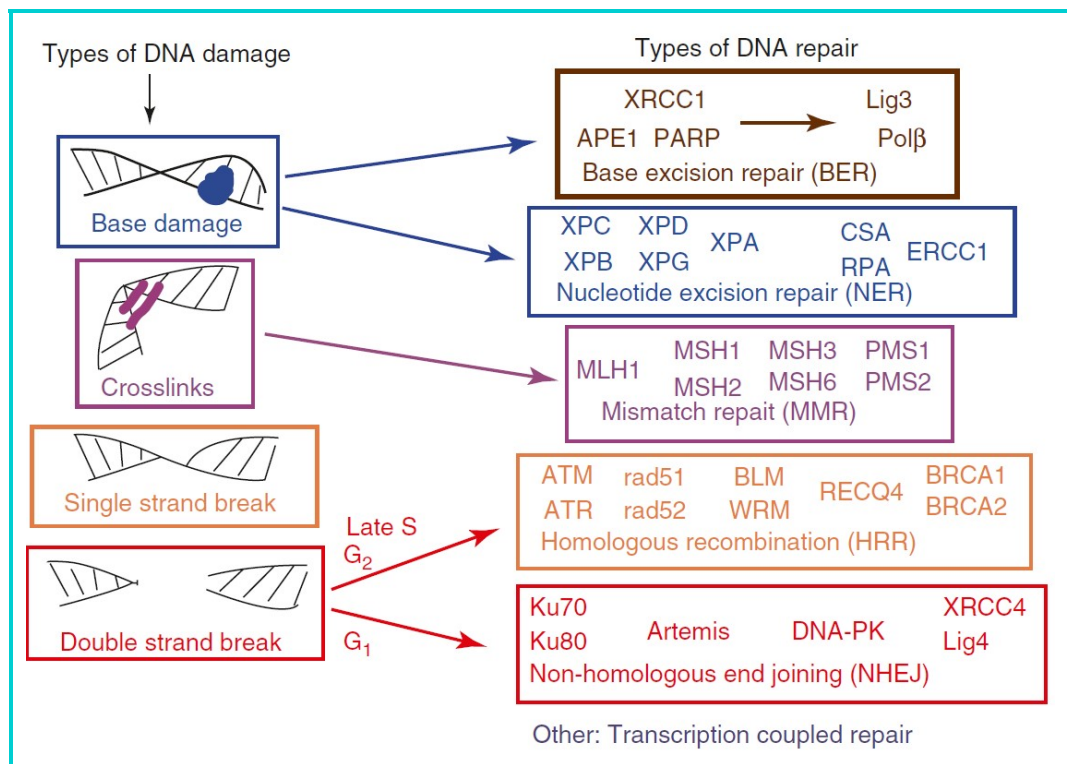 Types of DNA damage
Types of DNA repair
Base damage
XRCC1
Lig3
APE1 PARP
Polβ
Base excision repair (BER)
XPC XPD XPA CSA ERCC1
XPB XPG RPA
Nucleotide excision repair (NER)
Crosslinks
MLH1 MSH1 MSH3 PMS1
MSH2 MSH6 PMS2
Mismatch repait (MMR)
Single strand break
ATM rad51 BLM RECQ4 BRCA1
ATR rad52 WRM BRCA2
Homologous recombination (HRR)
Late S
G2
Double strand break
G1
Ku70 Artemis DNA-PK XRCC4
Ku80 Lig4
Non-homologous end joining (NHEJ)
Other: Transcription coupled repair